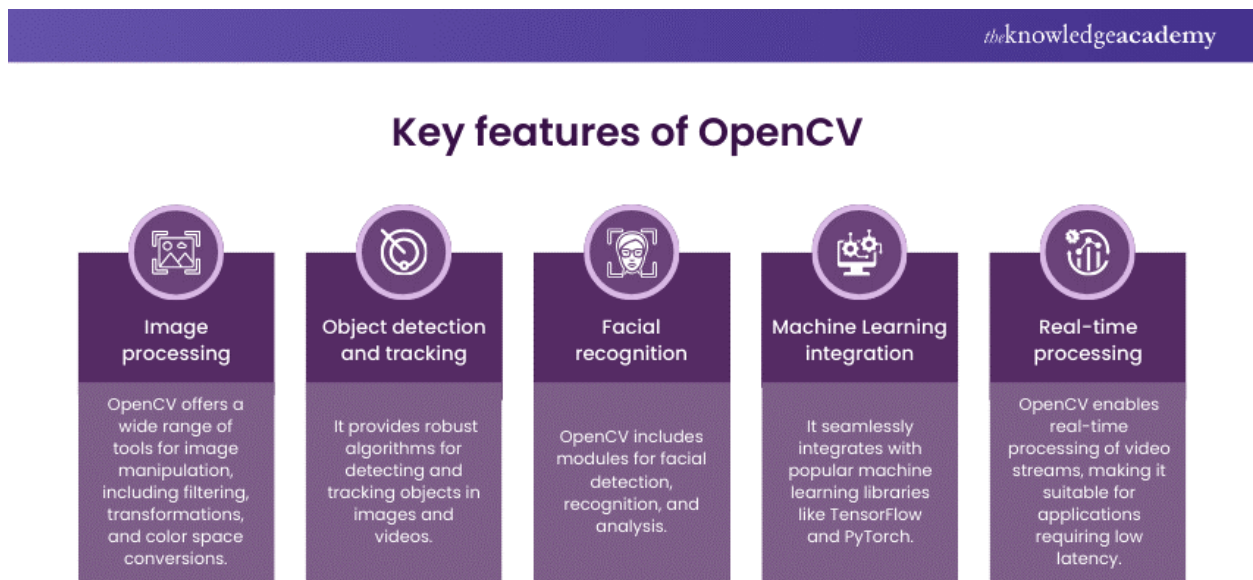 theknowledgeacademy
Key features of OpenCV
Image
processing
OpenCV offers a
wide range of
tools for image
manipulation,
including filtering,
transformations,
and color space
conversions.
Object detection
and tracking
It provides robust
algorithms for
detecting and
tracking objects in
images and
videos.
Facial
recognition
OpenCV includes
modules for facial
detection,
recognition, and
analysis.
Machine Learning
integration
It seamlessly
integrates with
popular machine
learning libraries
like TensorFlow
and PyTorch.
Real-time
processing
OpenCV enables
real-time
processing of video
streams, making it
suitable for
applications
requiring low
latency.